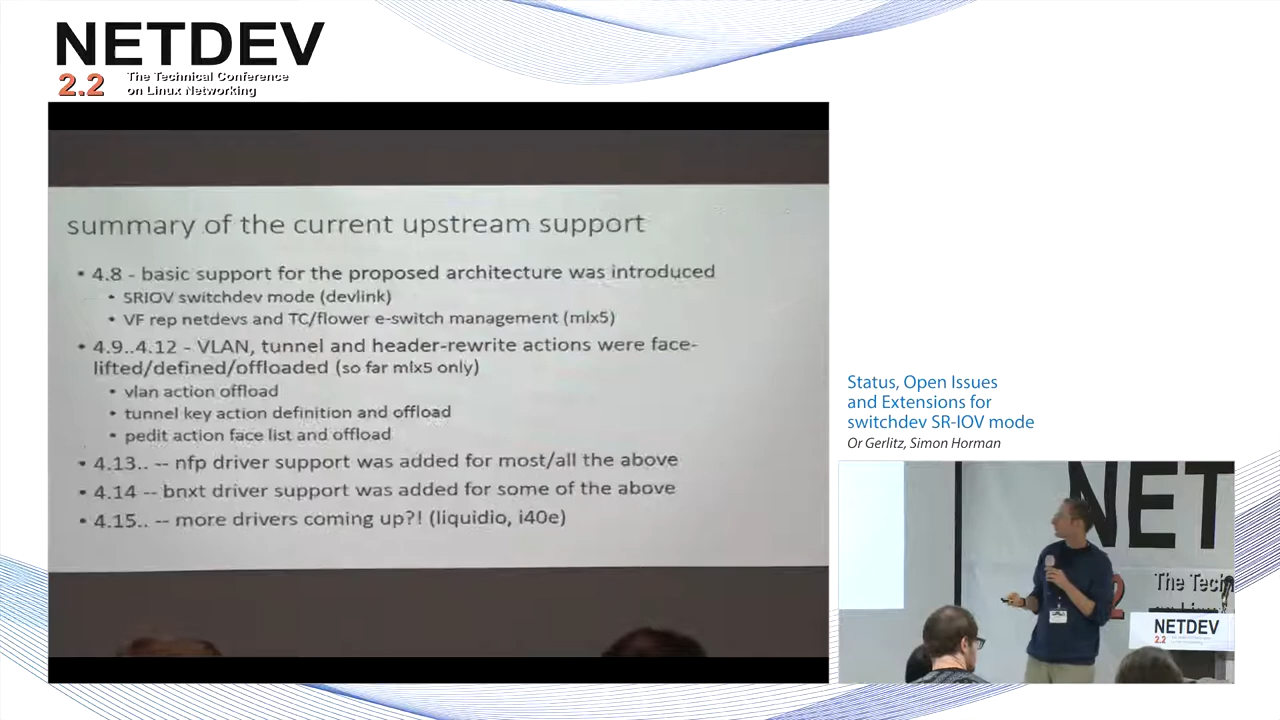 NETDEV
2.2 The Technical Conference
on Linux Networking
summary of the current upstream support
• 4.8 - basic support for the proposed architecture was introduced
• SRIOV switchdev mode (devlink)
• VF rep netdevs and TC/flower e-switch management (mlx5)
• 4.9..4.12 - VLAN, tunnel and header-rewrite actions were face-
lifted/defined/offloaded (so far mlx5 only)
• vlan action offload
• tunnel key action definition and offload
• pedit action face list and offload
• 4.13.. -- nfp driver support was added for most/all the above
• 4.14 -- bnxt driver support was added for some of the above
• 4.15.. -- more drivers coming up?! (liquidio, i40e)
Status, Open Issues
and Extensions for
switchdev SR-IOV mode
Or Gerlitz, Simon Horman
NET
2 The Tech
NETDEV
2.2